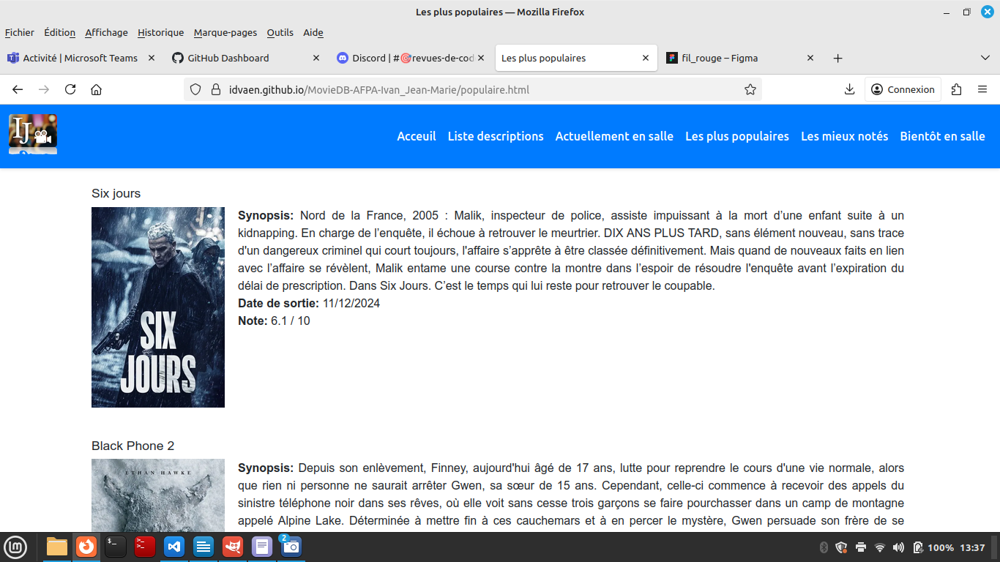 Les plus populaires — Mozilla Firefox
Fichier Édition Affichage Historique Marque-pages Outils Aide
Activité | Microsoft Teams GitHub Dashboard Discord | #🎯revues-de-cod Les plus populaires fil_rouge – Figma
idvaen.github.io/MovieDB-AFPA-Ivan_Jean-Marie/populaire.html Connexion
IJ Acceuil Liste descriptions Actuellement en salle Les plus populaires Les mieux notés Bientôt en salle
Six jours
Synopsis: Nord de la France, 2005 : Malik, inspecteur de police, assiste impuissant à la mort d’une enfant suite à un
kidnapping. En charge de l’enquête, il échoue à retrouver le meurtrier. DIX ANS PLUS TARD, sans élément nouveau, sans trace
d'un dangereux criminel qui court toujours, l'affaire s’apprête à être classée définitivement. Mais quand de nouveaux faits en lien
avec l’affaire se révèlent, Malik entame une course contre la montre dans l’espoir de résoudre l'enquête avant l’expiration du
délai de prescription. Dans Six Jours. C’est le temps qui lui reste pour retrouver le coupable.
Date de sortie: 11/12/2024
Note: 6.1 / 10
SIX
JOURS
Black Phone 2
ETHAN HAWKE
Synopsis: Depuis son enlèvement, Finney, aujourd'hui âgé de 17 ans, lutte pour reprendre le cours d'une vie normale, alors
que rien ni personne ne saurait arrêter Gwen, sa sœur de 15 ans. Cependant, celle-ci commence à recevoir des appels du
sinistre téléphone noir dans ses rêves, où elle voit sans cesse trois garçons se faire pourchasser dans un camp de montagne
appelé Alpine Lake. Déterminée à mettre fin à ces cauchemars et à en percer le mystère, Gwen persuade son frère de se
2 100% 13:37